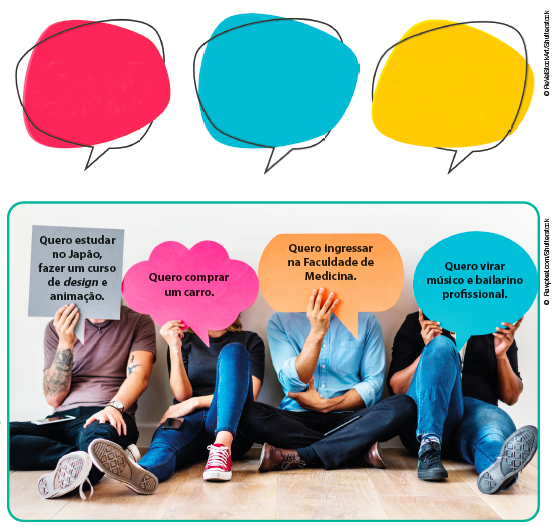 © RevelStockArt/Shutterstock
Quero estudar
no Japão,
fazer um curso
de design e
animação.
Quero comprar
um carro.
Quero ingressar
na Faculdade de
Medicina.
Quero virar
músico e bailarino
profissional.
© Rawpixel.com/Shutterstock